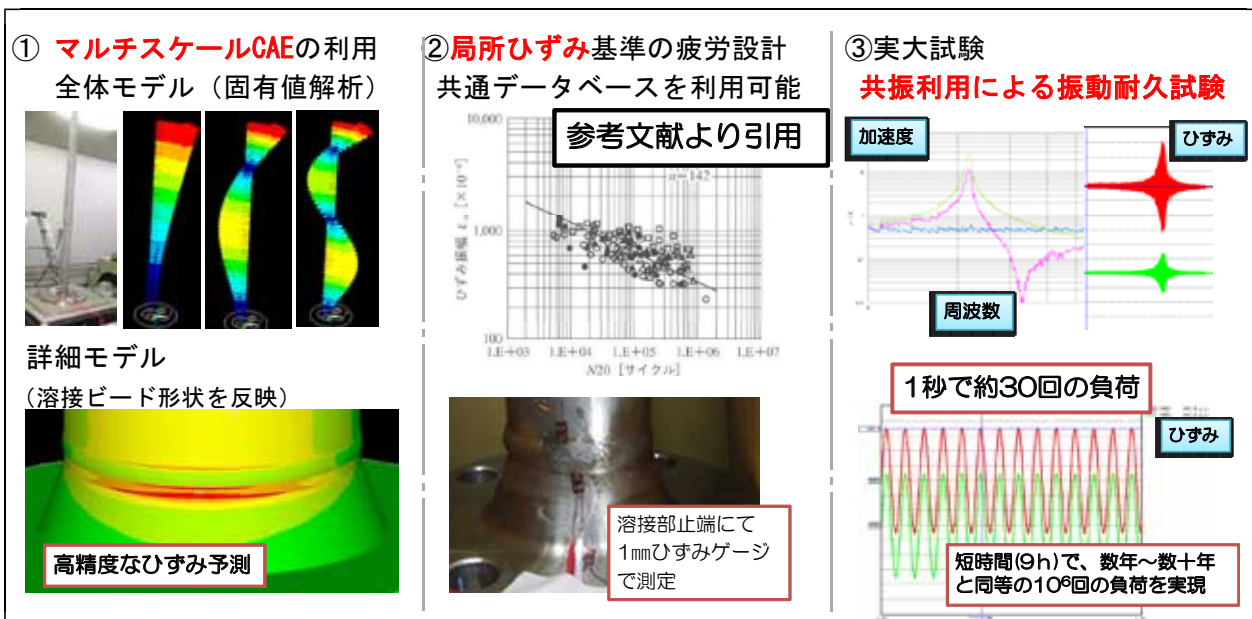 ① マルチスケールCAEの利用
全体モデル（固有値解析）
詳細モデル
(溶接ビード形状を反映)
高精度なひずみ予測
②局所ひずみ基準の疲労設計
共通データベースを利用可能
参考文献より引用
10,000
n=142
1,000
100
ひずみ振幅 εa [×10⁻⁶]
1.E+03 1.E+04 1.E+05 1.E+06 1.E+07
N20 [サイクル]
溶接部止端にて
1㎜ひずみゲージ
で測定
③実大試験
共振利用による振動耐久試験
加速度
ひずみ
周波数
1秒で約30回の負荷
ひずみ
短時間(9h)で、数年～数十年
と同等の10⁶回の負荷を実現